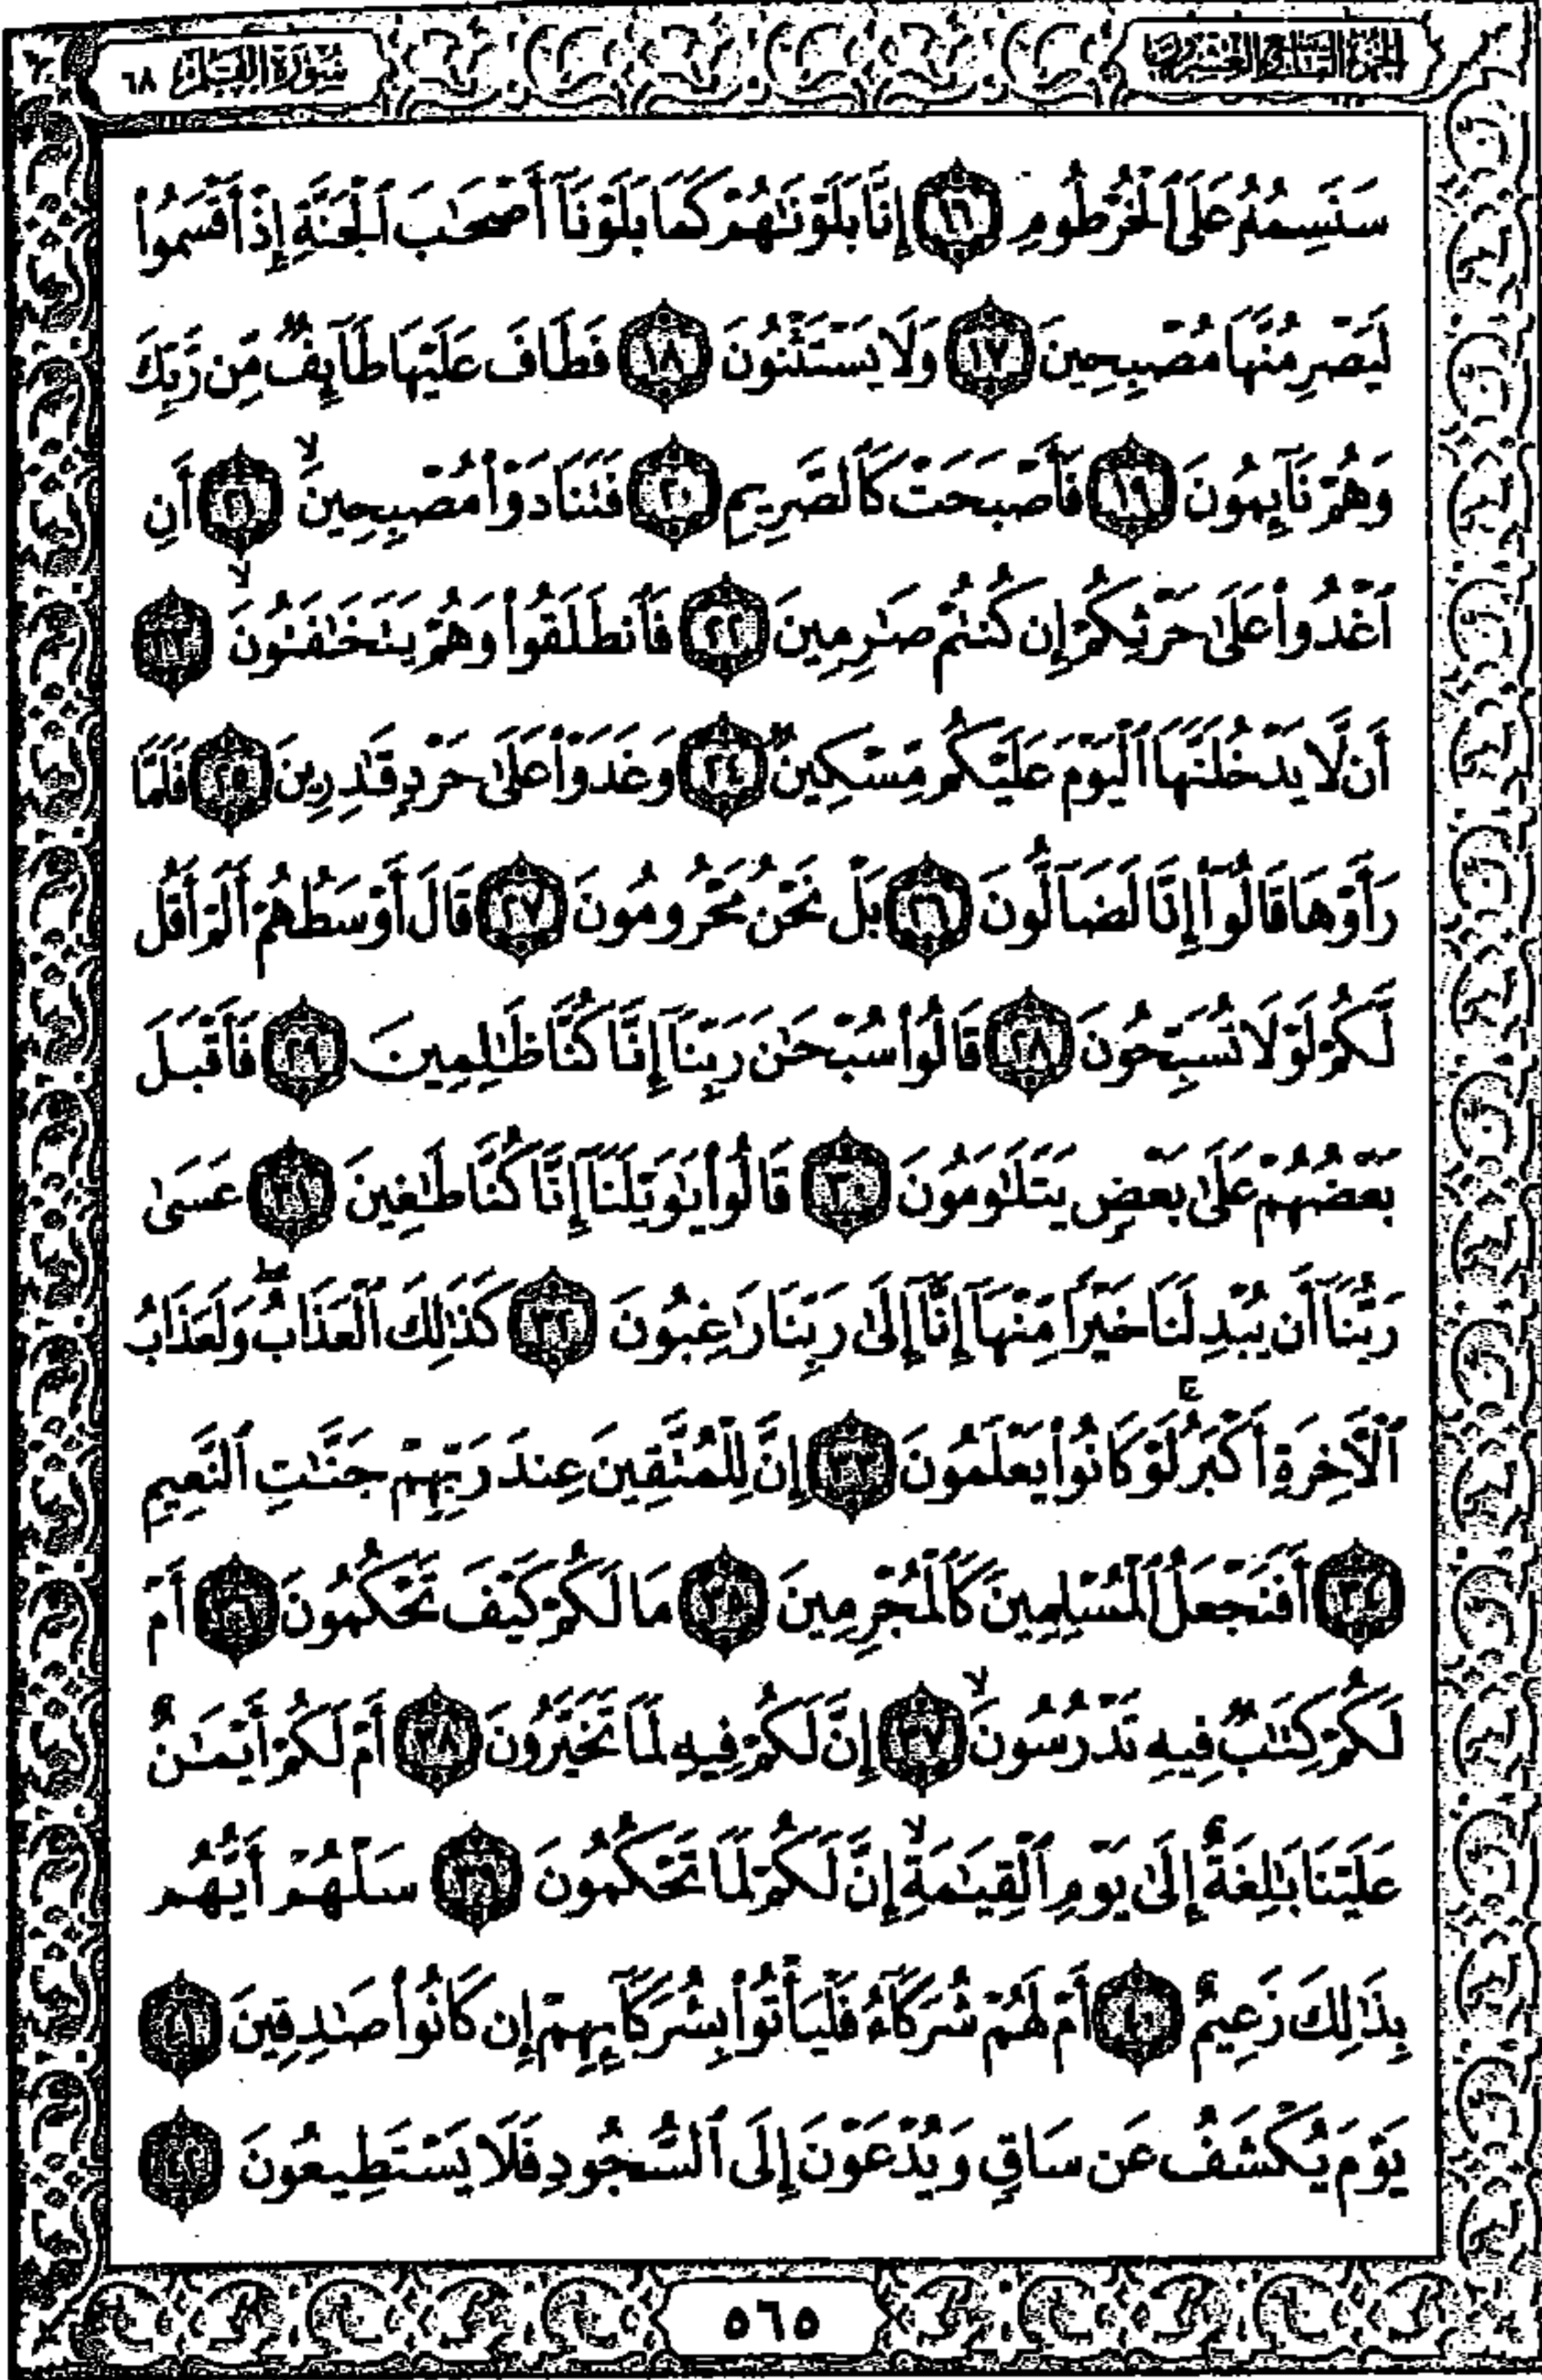 الجزء التاسع والعشرون
سورة القلم ٦٨
سَنَسِمُهُۥ عَلَى ٱلْخُرْطُومِ ١٦ إِنَّا بَلَوْنَٰهُمْ كَمَا بَلَوْنَآ أَصْحَٰبَ ٱلْجَنَّةِ إِذْ أَقْسَمُوا۟
لَيَصْرِمُنَّهَا مُصْبِحِينَ ١٧ وَلَا يَسْتَثْنُونَ ١٨ فَطَافَ عَلَيْهَا طَآئِفٌ مِّن رَّبِّكَ
وَهُمْ نَآئِمُونَ ١٩ فَأَصْبَحَتْ كَٱلصَّرِيمِ ٢٠ فَتَنَادَوْا۟ مُصْبِحِينَ ۙ ٢١ أَنِ
ٱغْدُوا۟ عَلَىٰ حَرْثِكُمْ إِن كُنتُمْ صَٰرِمِينَ ٢٢ فَٱنطَلَقُوا۟ وَهُمْ يَتَخَٰفَتُونَ ۙ ٢٣
أَن لَّا يَدْخُلَنَّهَا ٱلْيَوْمَ عَلَيْكُم مِّسْكِينٌ ٢٤ وَغَدَوْا۟ عَلَىٰ حَرْدٍ قَٰدِرِينَ ٢٥ فَلَمَّا
رَأَوْهَا قَالُوٓا۟ إِنَّا لَضَآلُّونَ ٢٦ بَلْ نَحْنُ مَحْرُومُونَ ٢٧ قَالَ أَوْسَطُهُمْ أَلَمْ أَقُل
لَّكُمْ لَوْلَا تُسَبِّحُونَ ٢٨ قَالُوا۟ سُبْحَٰنَ رَبِّنَآ إِنَّا كُنَّا ظَٰلِمِينَ ٢٩ فَأَقْبَلَ
بَعْضُهُمْ عَلَىٰ بَعْضٍ يَتَلَٰوَمُونَ ٣٠ قَالُوا۟ يَٰوَيْلَنَآ إِنَّا كُنَّا طَٰغِينَ ٣١ عَسَىٰ
رَبُّنَآ أَن يُبْدِلَنَا خَيْرًا مِّنْهَآ إِنَّآ إِلَىٰ رَبِّنَا رَٰغِبُونَ ٣٢ كَذَٰلِكَ ٱلْعَذَابُ ۖ وَلَعَذَابُ
ٱلْءَاخِرَةِ أَكْبَرُ لَوْ كَانُوا۟ يَعْلَمُونَ ٣٣ إِنَّ لِلْمُتَّقِينَ عِندَ رَبِّهِمْ جَنَّٰتِ ٱلنَّعِيمِ
٣٤ أَفَنَجْعَلُ ٱلْمُسْلِمِينَ كَٱلْمُجْرِمِينَ ٣٥ مَا لَكُمْ كَيْفَ تَحْكُمُونَ ٣٦ أَمْ
لَكُمْ كِتَٰبٌ فِيهِ تَدْرُسُونَ ۙ ٣٧ إِنَّ لَكُمْ فِيهِ لَمَا تَخَيَّرُونَ ٣٨ أَمْ لَكُمْ أَيْمَٰنٌ
عَلَيْنَا بَٰلِغَةٌ إِلَىٰ يَوْمِ ٱلْقِيَٰمَةِ ۙ إِنَّ لَكُمْ لَمَا تَحْكُمُونَ ٣٩ سَلْهُمْ أَيُّهُم
بِذَٰلِكَ زَعِيمٌ ٤٠ أَمْ لَهُمْ شُرَكَآءُ فَلْيَأْتُوا۟ بِشُرَكَآئِهِمْ إِن كَانُوا۟ صَٰدِقِينَ ٤١
يَوْمَ يُكْشَفُ عَن سَاقٍ وَيُدْعَوْنَ إِلَى ٱلسُّجُودِ فَلَا يَسْتَطِيعُونَ ٤٢
٥٦٥